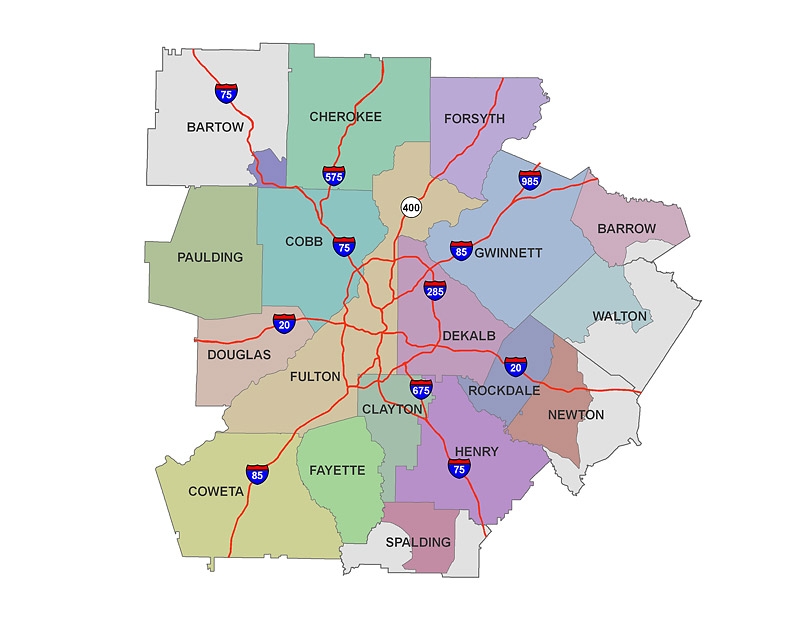 75
BARTOW
CHEROKEE
FORSYTH
575
985
400
BARROW
COBB
75
85
GWINNETT
PAULDING
285
WALTON
20
DOUGLAS
DEKALB
20
FULTON
675
ROCKDALE
CLAYTON
NEWTON
HENRY
75
FAYETTE
85
COWETA
SPALDING